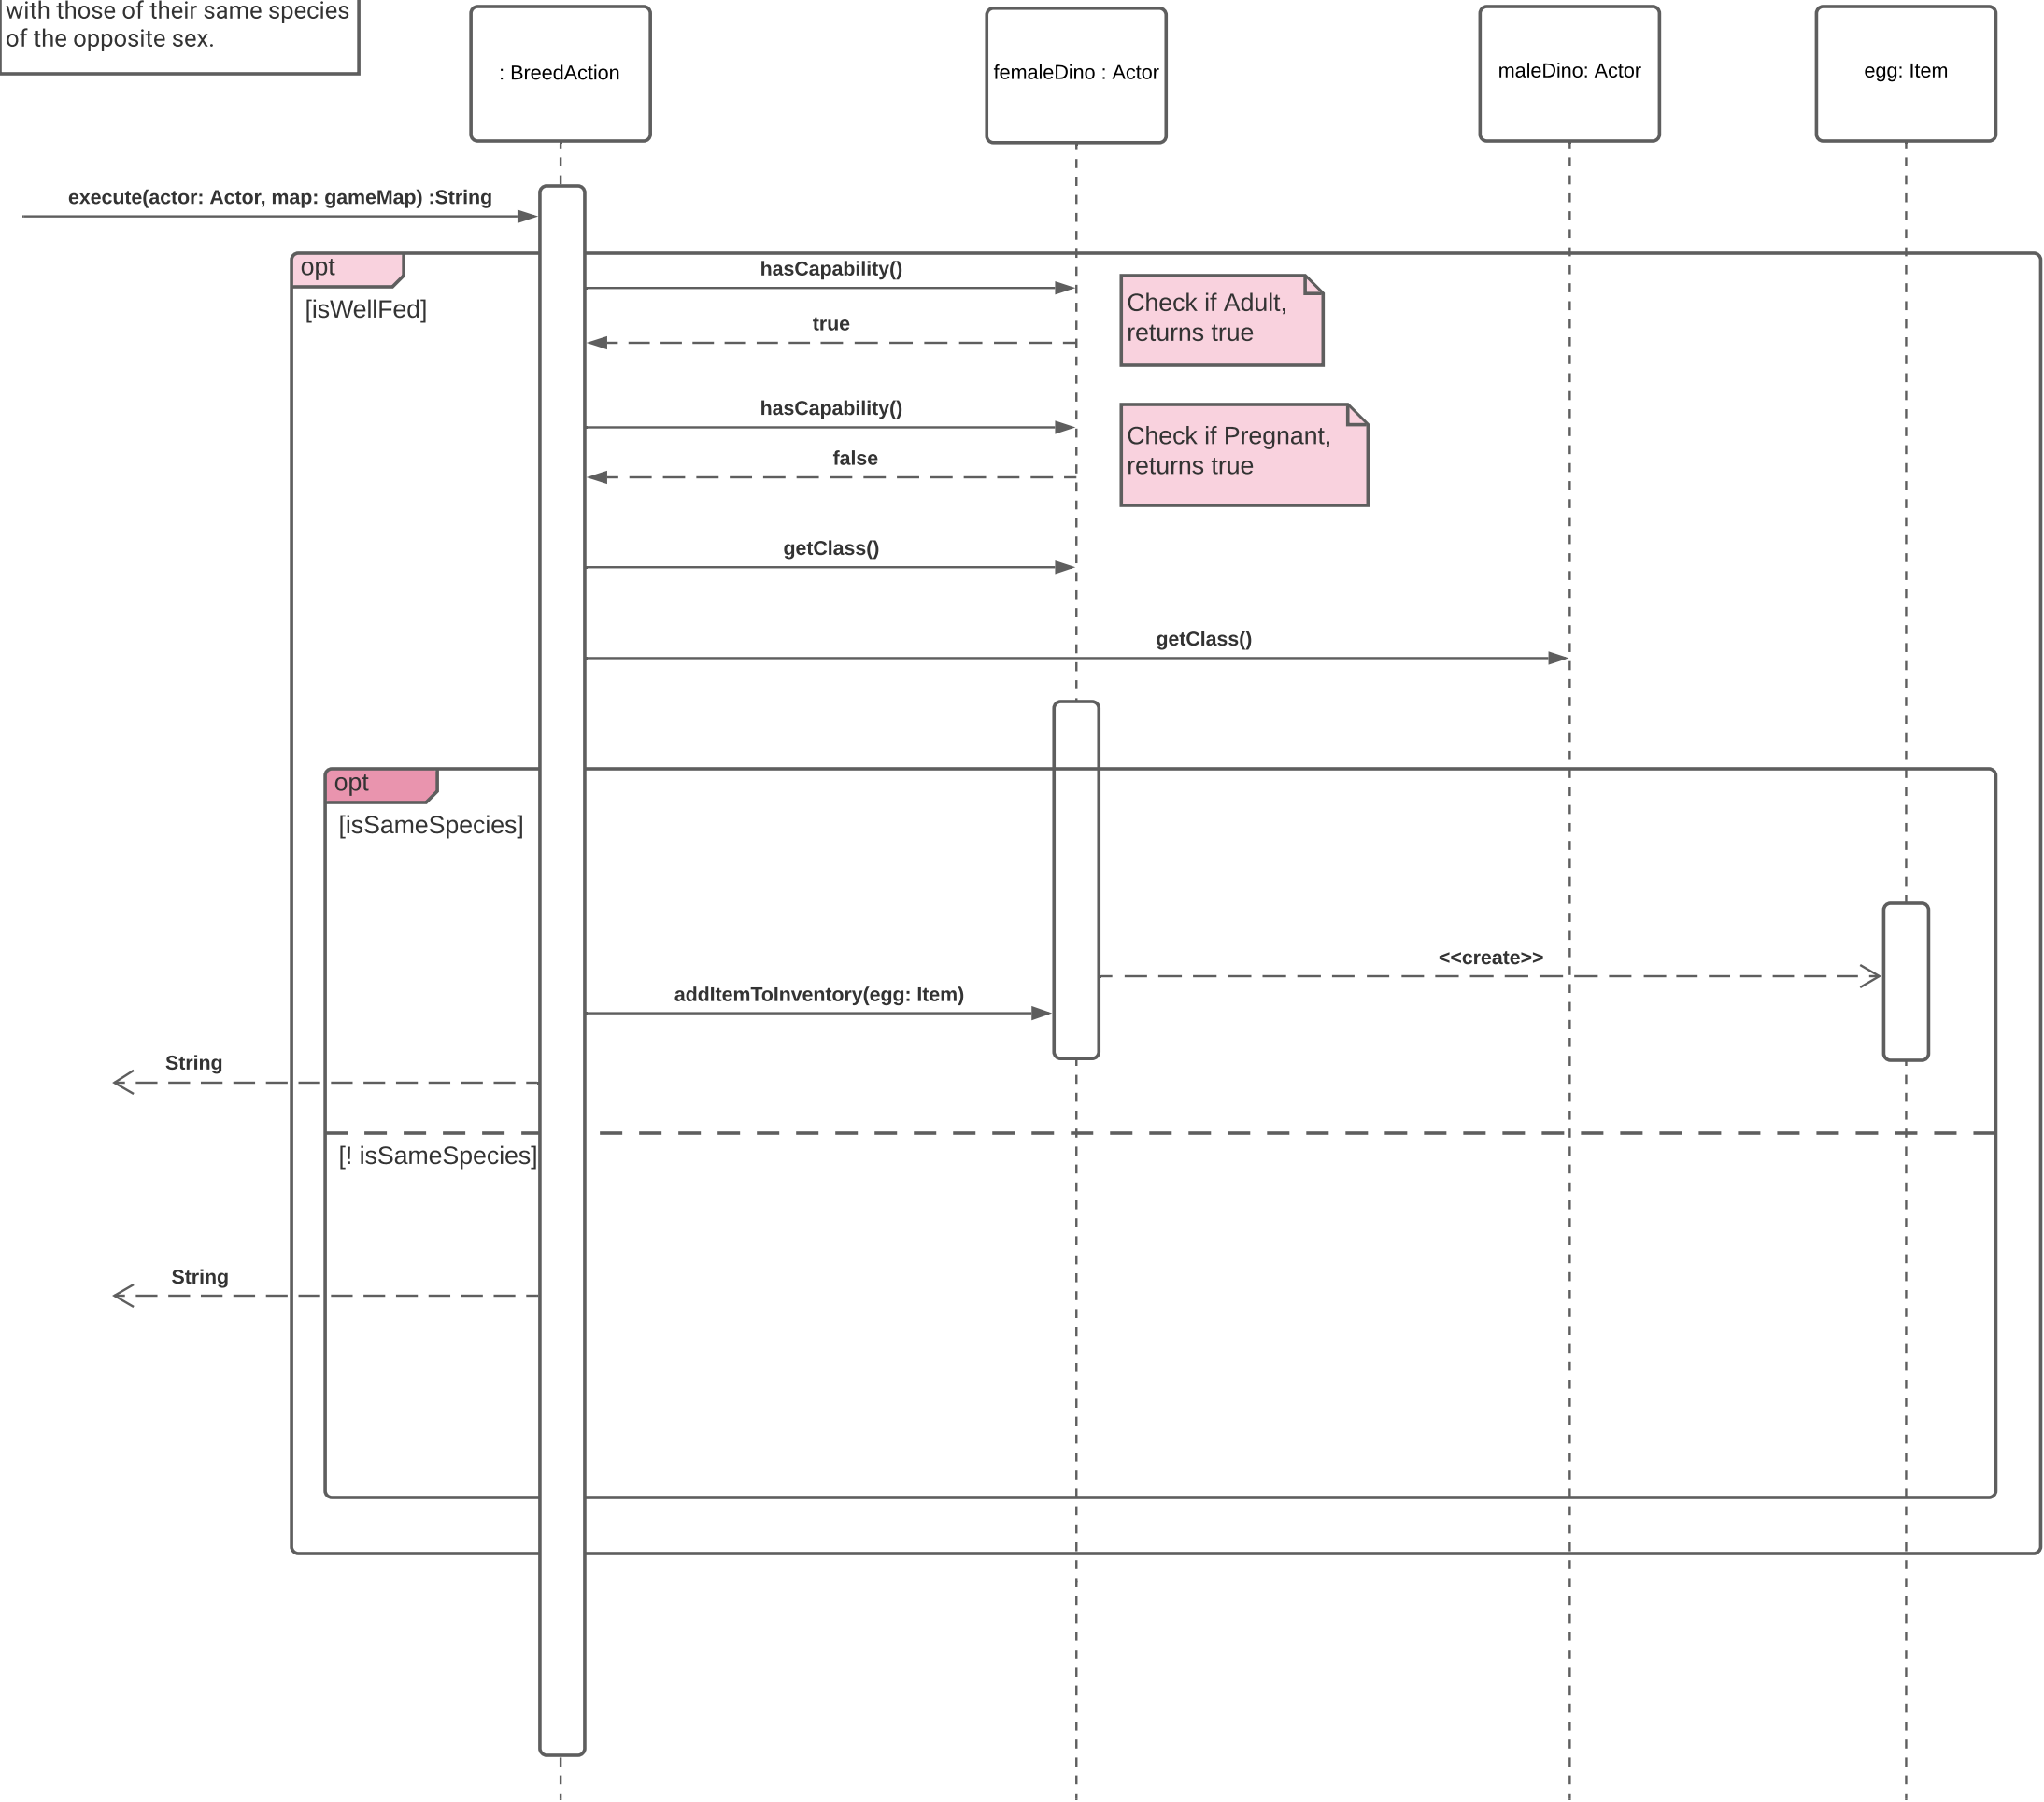 with those of their same species
of the opposite sex.
: BreedAction
femaleDino : Actor
maleDino: Actor
egg: Item
execute(actor: Actor, map: gameMap) :String
opt
[isWellFed]
hasCapability()
Check if Adult,
returns true
true
hasCapability()
Check if Pregnant,
returns true
false
getClass()
getClass()
opt
[isSameSpecies]
<<create>>
addItemToInventory(egg: Item)
String
[! isSameSpecies]
String